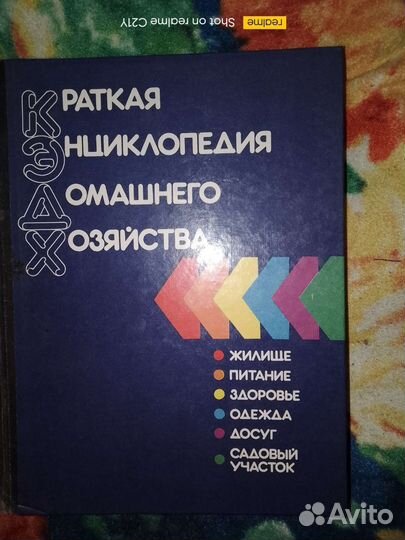 realme Shot on realme C21Y
КРАТКАЯ
ЭНЦИКЛОПЕДИЯ
ДОМАШНЕГО
ХОЗЯЙСТВА
ЖИЛИЩЕ
ПИТАНИЕ
ЗДОРОВЬЕ
ОДЕЖДА
ДОСУГ
САДОВЫЙ
УЧАСТОК
Avito